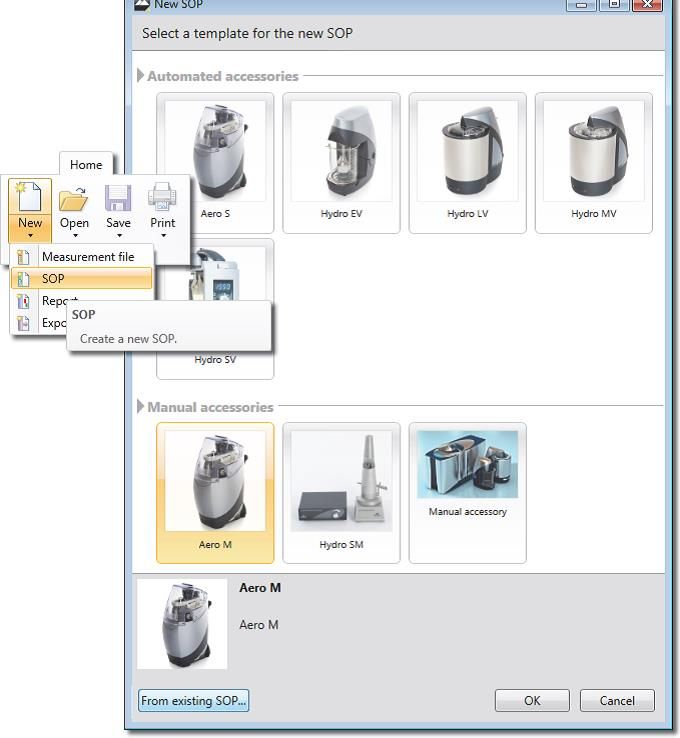 New SOP
Select a template for the new SOP
Automated accessories
Aero S
Hydro EV
Hydro LV
Hydro MV
Hydro SV
Home
New
Open
Save
Print
Measurement file
SOP
Report
Expo
SOP
Create a new SOP.
Manual accessories
Aero M
Hydro SM
Manual accessory
Aero M
Aero M
From existing SOP...
OK
Cancel